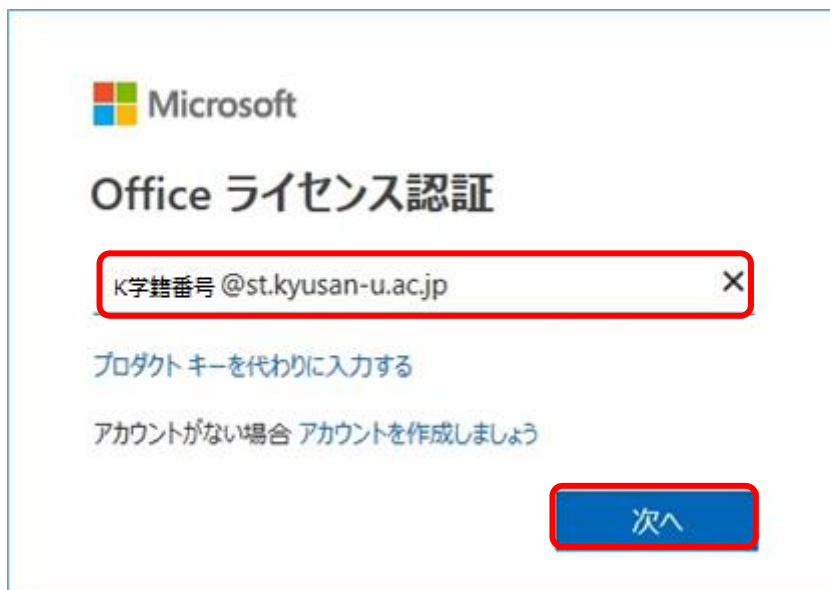 Microsoft
Office ライセンス認証
K学籍番号 @st.kyusan-u.ac.jp
プロダクト キーを代わりに入力する
アカウントがない場合 アカウントを作成しましょう
次へ